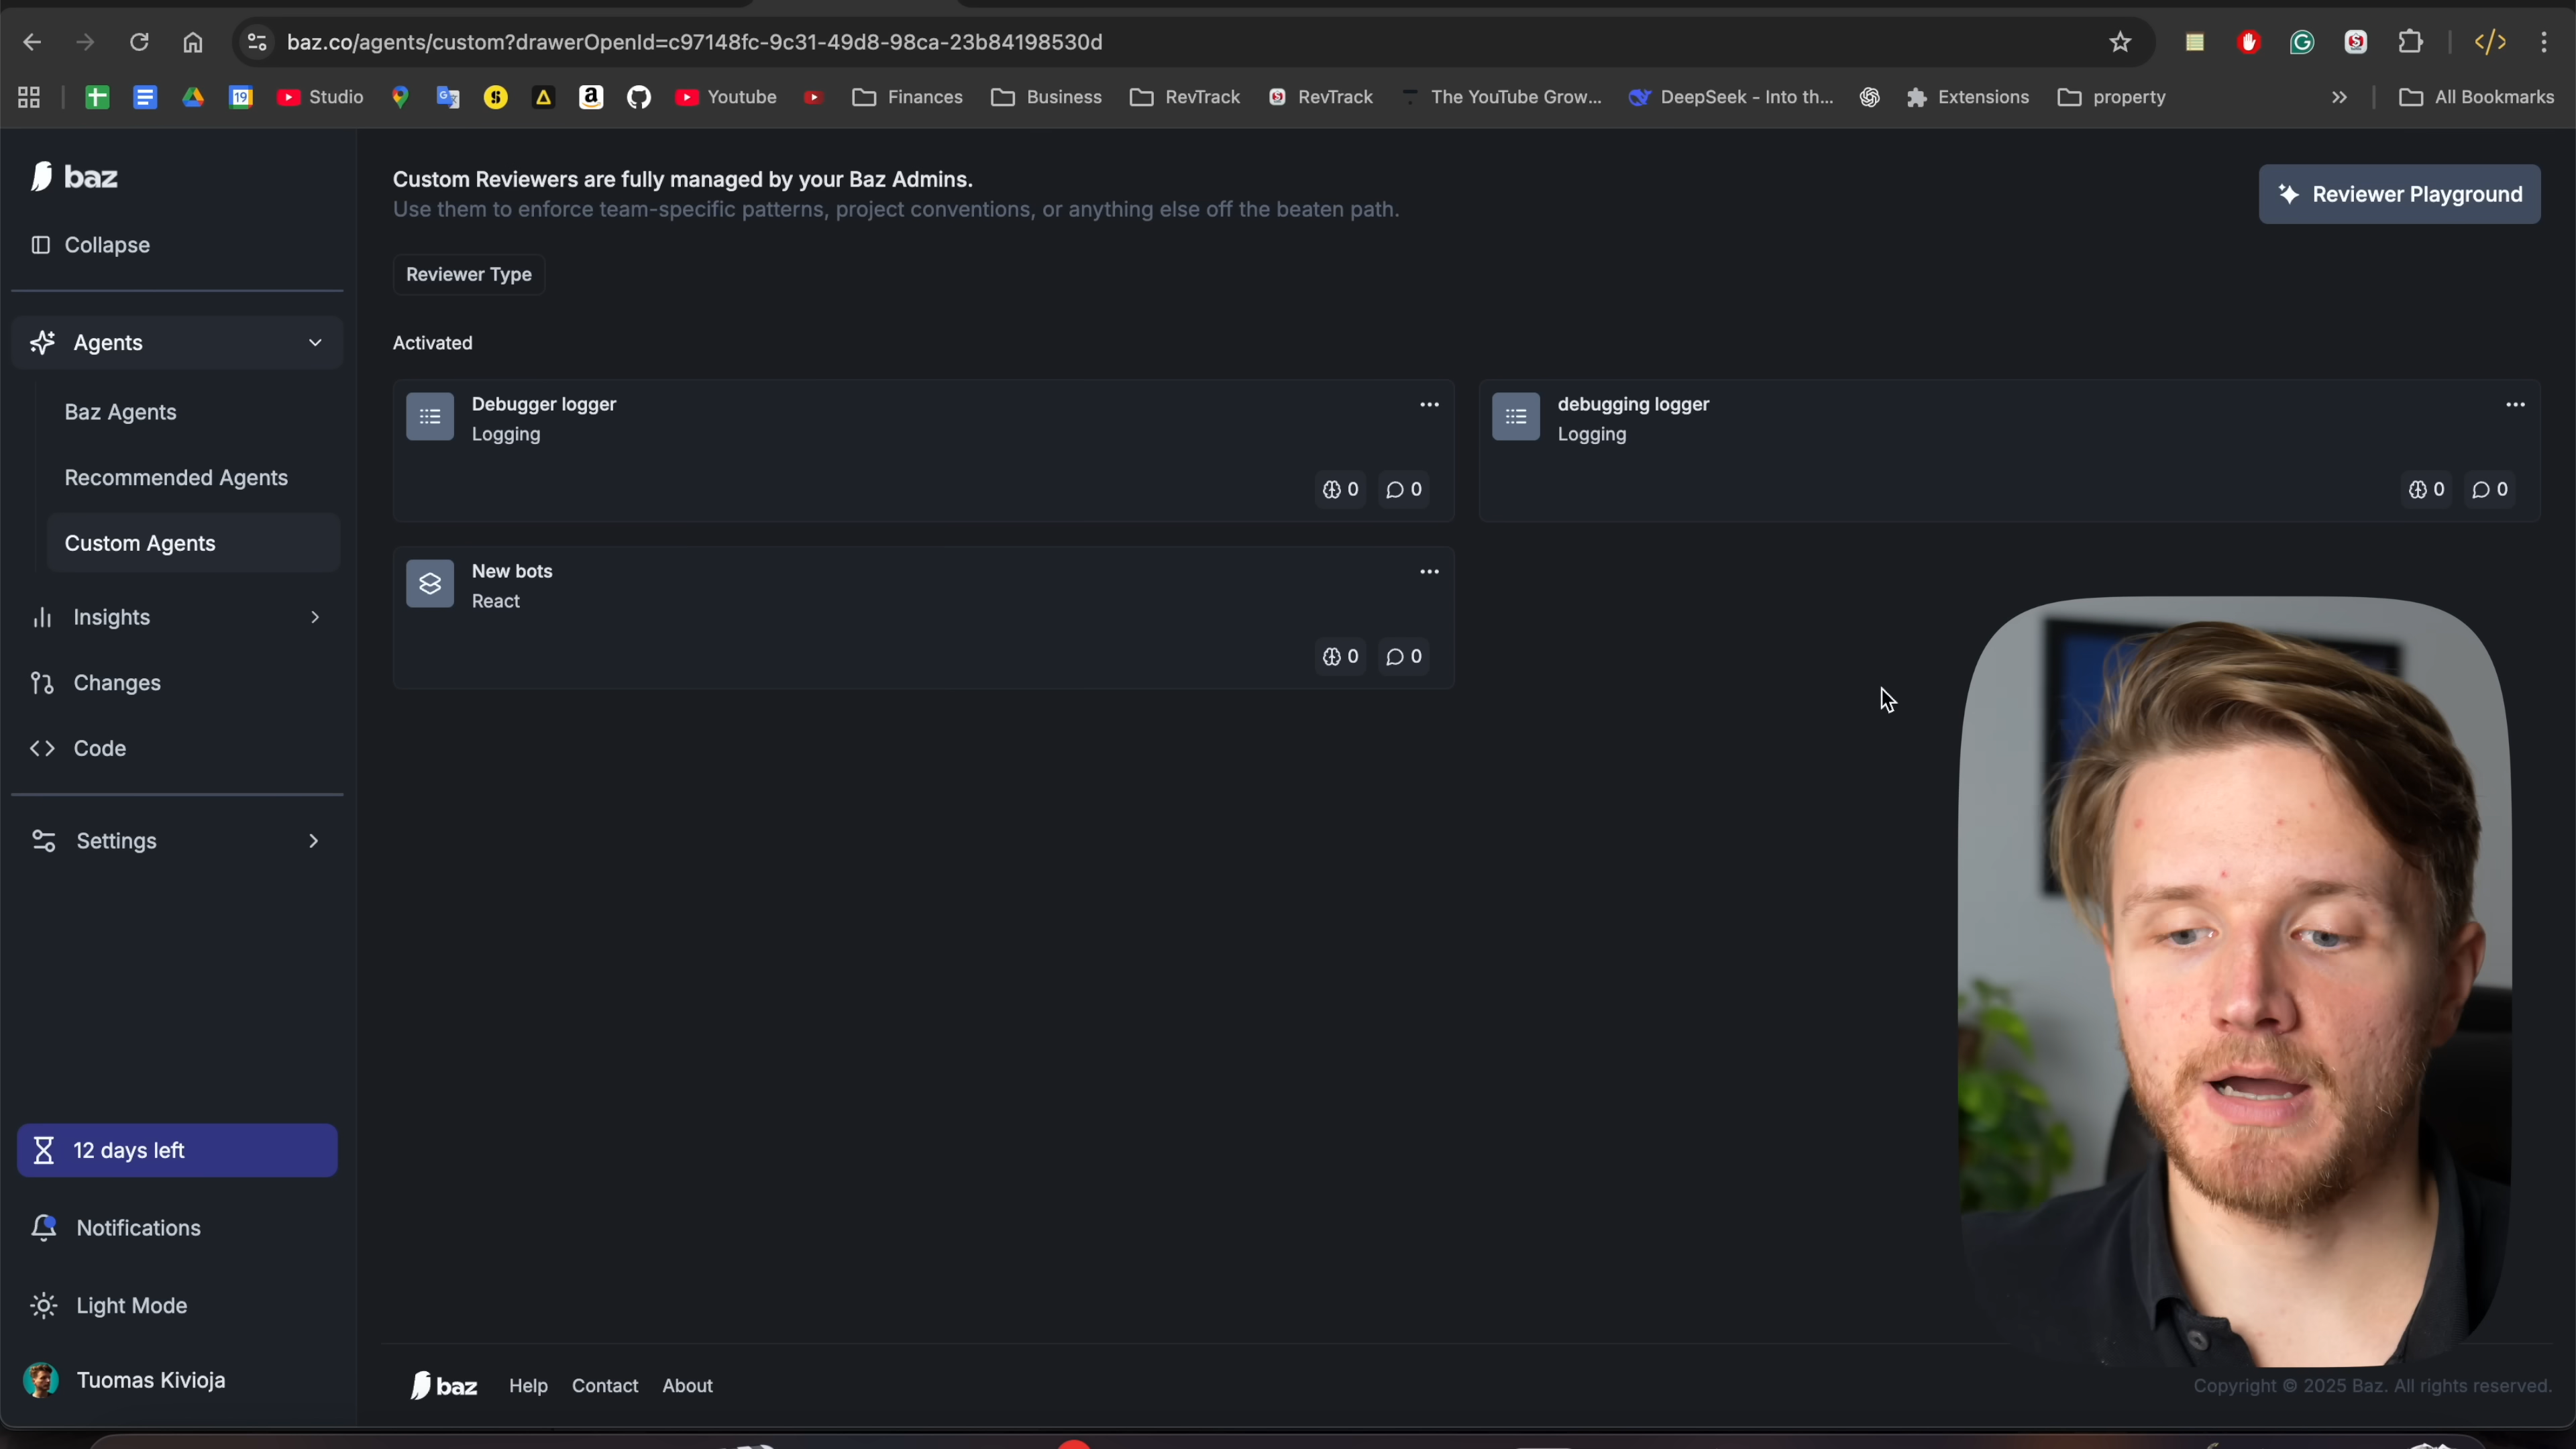 baz.co/agents/custom?drawerOpenId=c97148fc-9c31-49d8-98ca-23b84198530d
19
Studio
Youtube
Finances
Business
RevTrack
RevTrack
The YouTube Grow...
DeepSeek - Into th...
Extensions
property
All Bookmarks
baz
Collapse
Agents
Baz Agents
Recommended Agents
Custom Agents
Insights
Changes
Code
Settings
12 days left
Notifications
Light Mode
Tuomas Kivioja
Custom Reviewers are fully managed by your Baz Admins.
Use them to enforce team-specific patterns, project conventions, or anything else off the beaten path.
Reviewer Playground
Reviewer Type
Activated
Debugger logger
Logging
0 0
debugging logger
Logging
0 0
New bots
React
0 0
baz
Help
Contact
About
Copyright © 2025 Baz. All rights reserved.